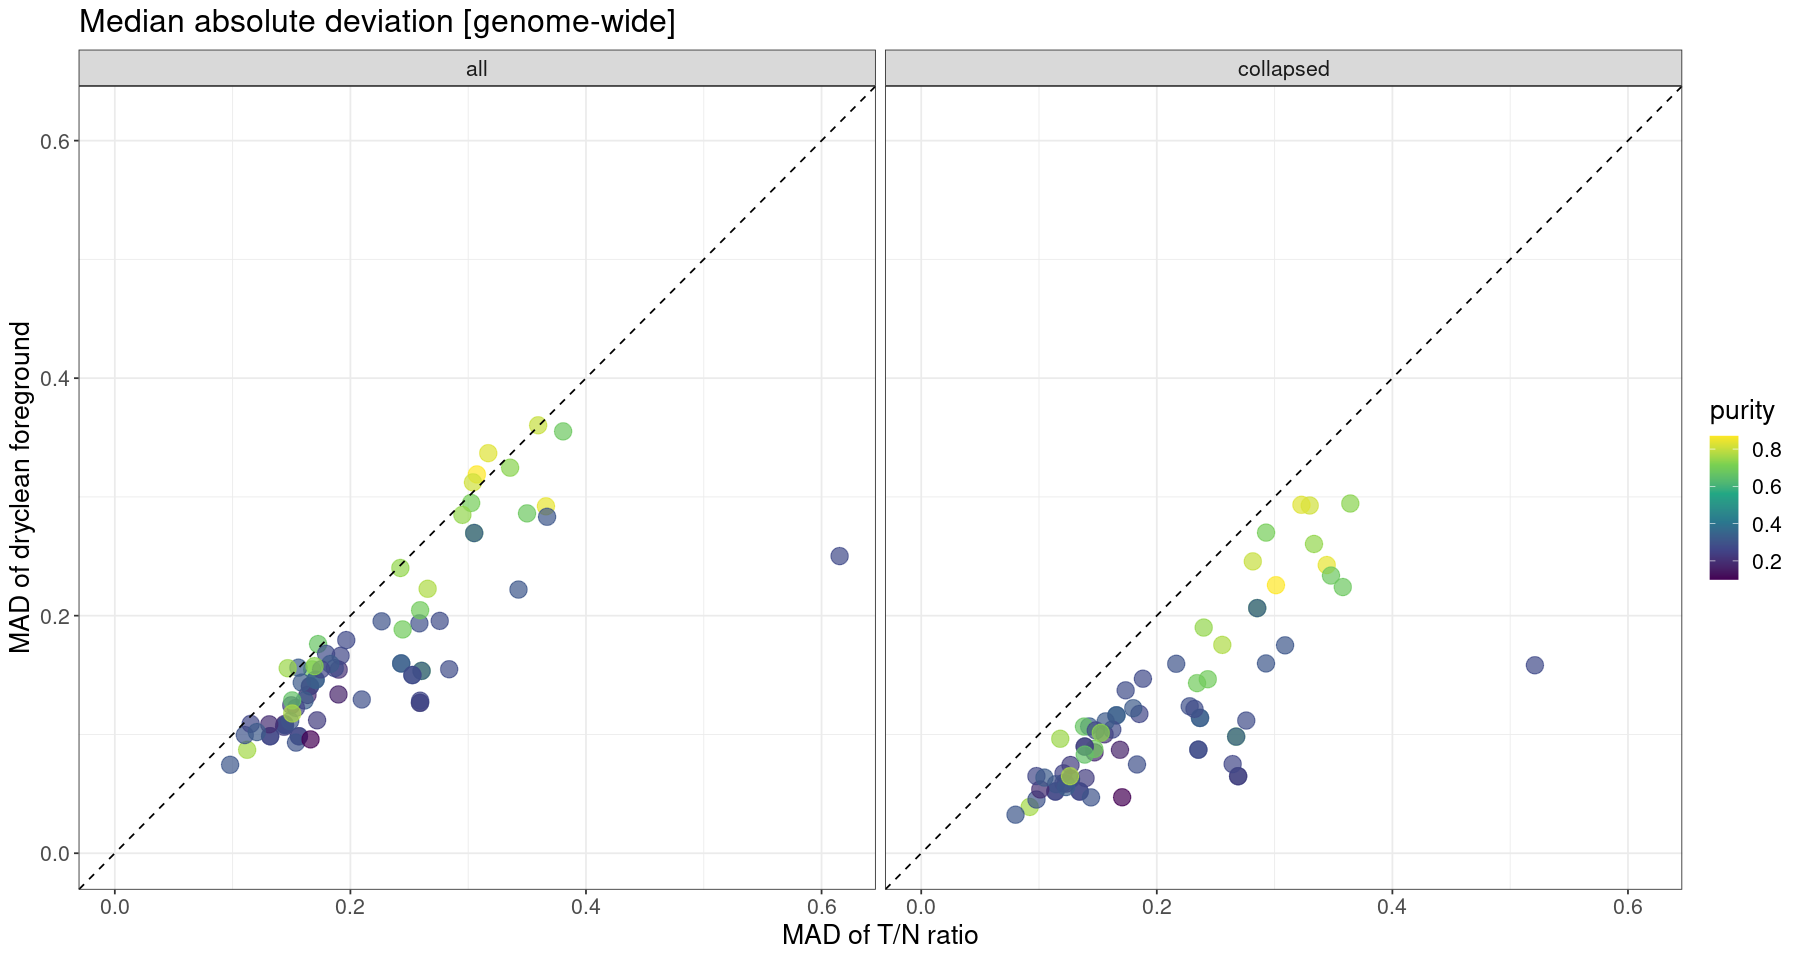 Median absolute deviation [genome-wide]
all
collapsed
MAD of dryclean foreground
0.6
0.4
0.2
0.0
0.0 0.2 0.4 0.6
0.0 0.2 0.4 0.6
MAD of T/N ratio
purity
0.8
0.6
0.4
0.2